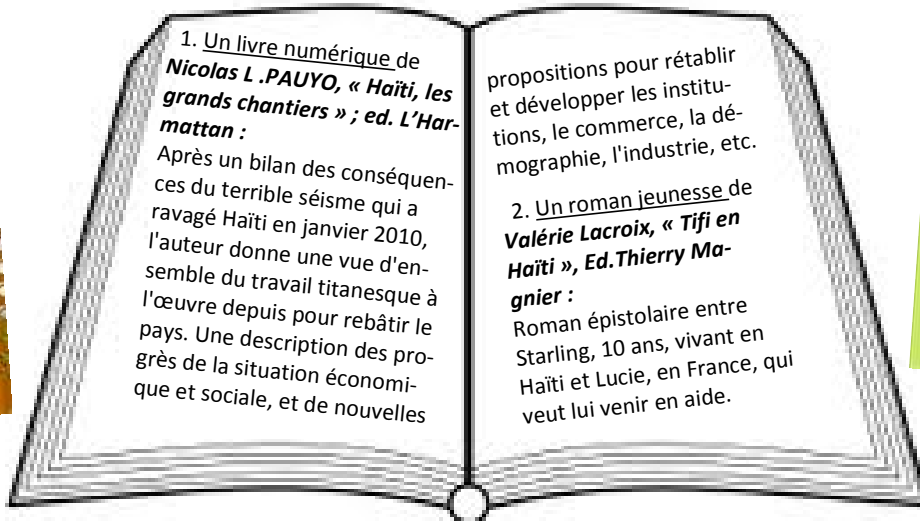 1. Un livre numérique de
Nicolas L .PAUYO, « Haïti, les
grands chantiers » ; ed. L’Har-
mattan :
Après un bilan des conséquen-
ces du terrible séisme qui a
ravagé Haïti en janvier 2010,
l'auteur donne une vue d'en-
semble du travail titanesque à
l'œuvre depuis pour rebâtir le
pays. Une description des pro-
grès de la situation économi-
que et sociale, et de nouvelles
propositions pour rétablir
et développer les institu-
tions, le commerce, la dé-
mographie, l'industrie, etc.
2. Un roman jeunesse de
Valérie Lacroix, « Tifi en
Haïti », Ed.Thierry Ma-
gnier :
Roman épistolaire entre
Starling, 10 ans, vivant en
Haïti et Lucie, en France, qui
veut lui venir en aide.